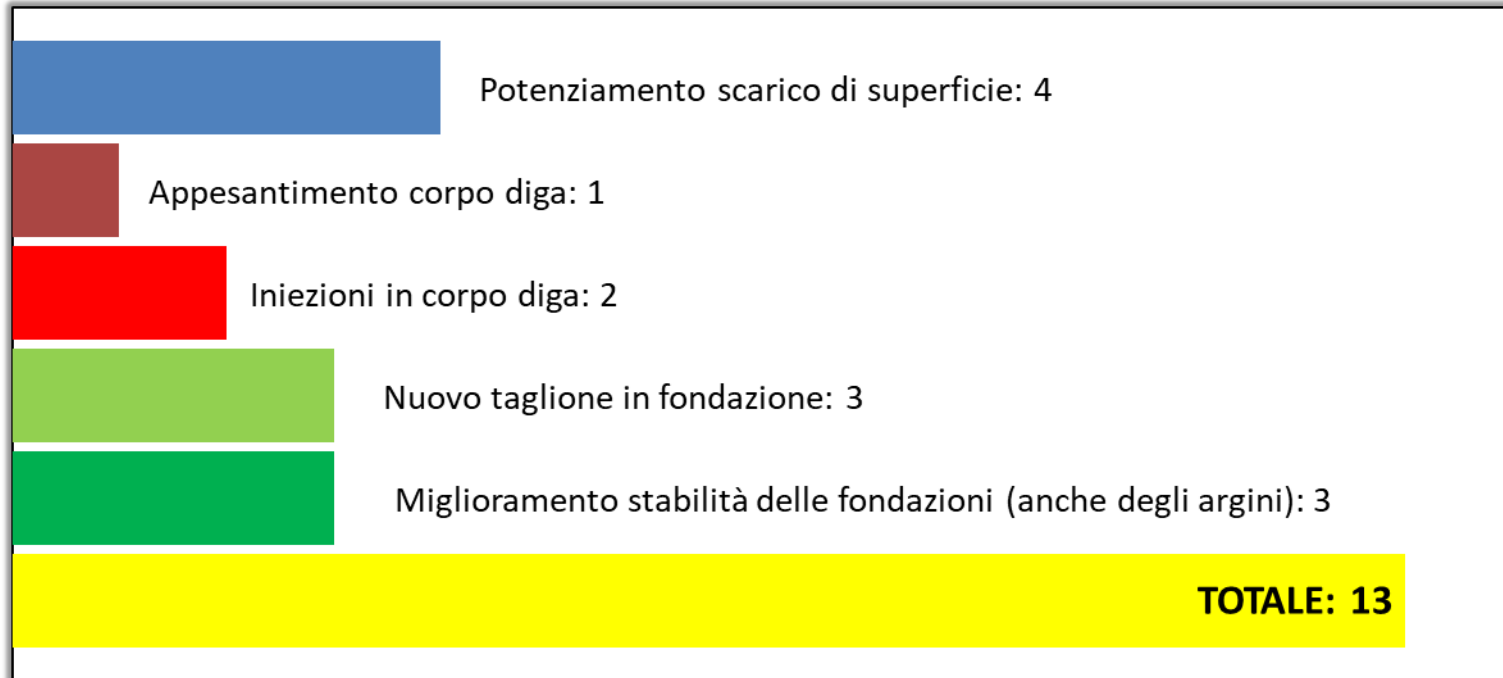 Potenziamento scarico di superficie: 4
Appesantimento corpo diga: 1
Iniezioni in corpo diga: 2
Nuovo taglione in fondazione: 3
Miglioramento stabilità delle fondazioni (anche degli argini): 3
TOTALE: 13